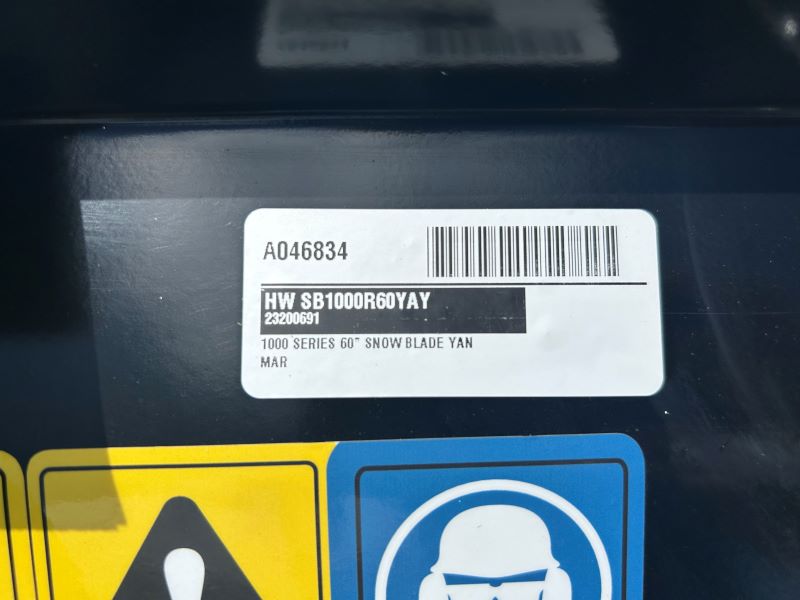 A046834
HW SB1000R60YAY
23200691
1000 SERIES 60" SNOW BLADE YAN
MAR